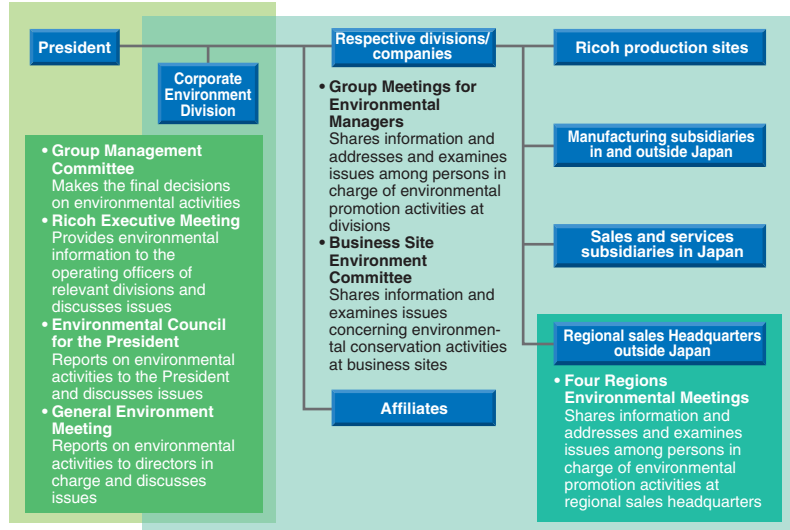 President
Corporate
Environment
Division
• Group Management
Committee
Makes the final decisions
on environmental activities
• Ricoh Executive Meeting
Provides environmental
information to the
operating officers of
relevant divisions and
discusses issues
• Environmental Council
for the President
Reports on environmental
activities to the President
and discusses issues
• General Environment
Meeting
Reports on environmental
activities to directors in
charge and discusses
issues
Respective divisions/
companies
• Group Meetings for
Environmental
Managers
Shares information and
addresses and examines
issues among persons in
charge of environmental
promotion activities at
divisions
• Business Site
Environment
Committee
Shares information and
examines issues
concerning environmen-
tal conservation activities
at business sites
Affiliates
Ricoh production sites
Manufacturing subsidiaries
in and outside Japan
Sales and services
subsidiaries in Japan
Regional sales Headquarters
outside Japan
• Four Regions
Environmental Meetings
Shares information and
addresses and examines
issues among persons in
charge of environmental
promotion activities at
regional sales headquarters